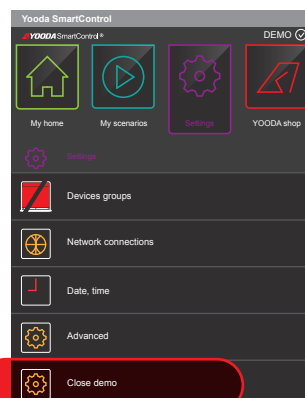 Yooda SmartControl
YOODA SmartControl®
DEMO
My home
My scenarios
Settings
YOODA shop
Settings
Devices groups
Network connections
Date, time
Advanced
Close demo